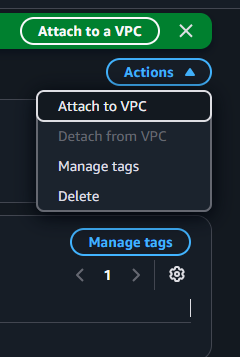 Attach to a VPC
Actions
Attach to VPC
Detach from VPC
Manage tags
Delete
Manage tags
1